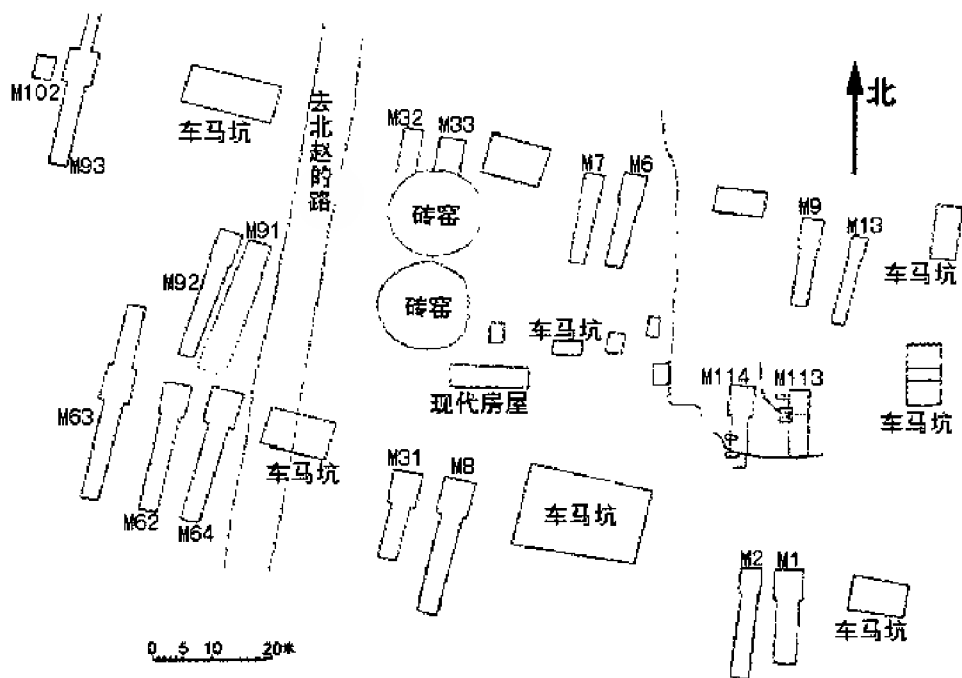 M102
M93
车马坑
去北赵的路
M32
M33
北
M7
M6
砖窑
M9
M13
车马坑
M91
M92
砖窑
车马坑
M63
现代房屋
M114
M113
车马坑
M62
M64
车马坑
M31
M8
车马坑
M2
M1
车马坑
0 5 10 20米